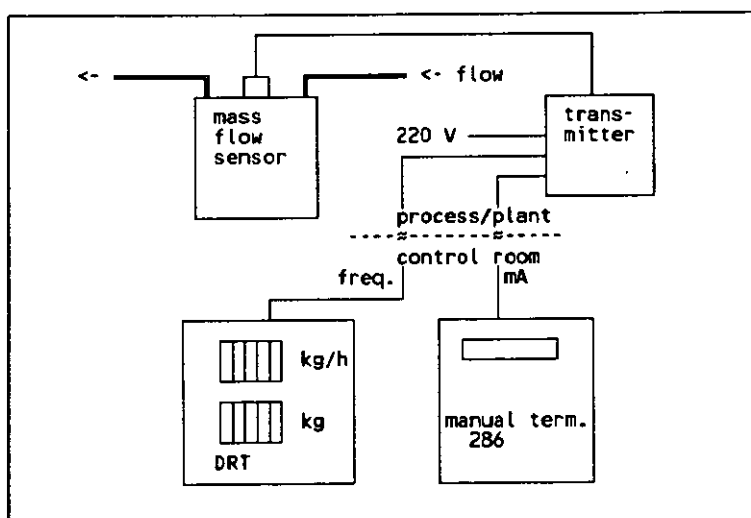 <-
<- flow
mass
flow
sensor
trans-
mitter
220 V
process/plant
control room
freq.
mA
kg/h
kg
DRT
manual term.
286